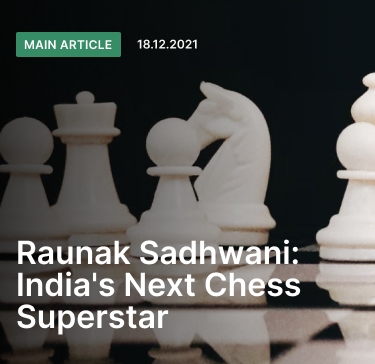 MAIN ARTICLE 18.12.2021
Raunak Sadhwani:
India's Next Chess
Superstar